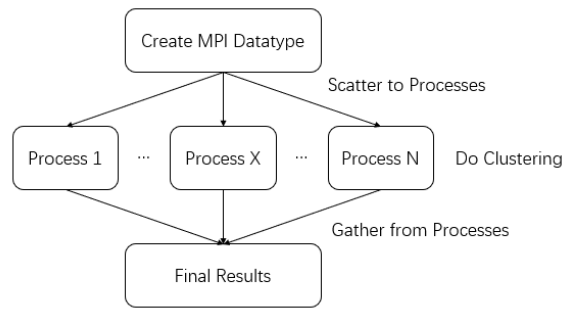 Create MPI Datatype
Scatter to Processes
Process 1 ... Process X ... Process N Do Clustering
Gather from Processes
Final Results